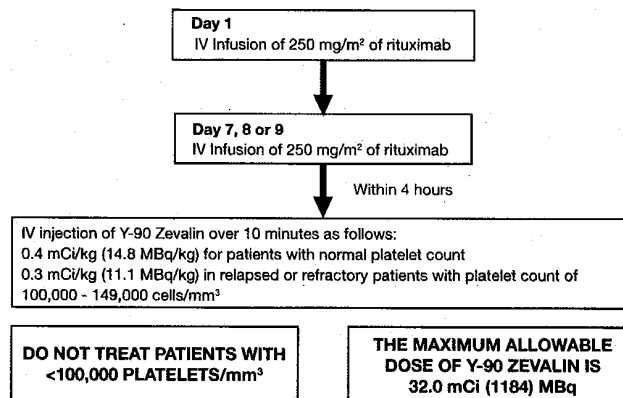 Day 1
IV Infusion of 250 mg/m² of rituximab
Day 7, 8 or 9
IV Infusion of 250 mg/m² of rituximab
Within 4 hours
IV injection of Y-90 Zevalin over 10 minutes as follows:
0.4 mCi/kg (14.8 MBq/kg) for patients with normal platelet count
0.3 mCi/kg (11.1 MBq/kg) in relapsed or refractory patients with platelet count of
100,000 - 149,000 cells/mm³
DO NOT TREAT PATIENTS WITH
<100,000 PLATELETS/mm³
THE MAXIMUM ALLOWABLE
DOSE OF Y-90 ZEVALIN IS
32.0 mCi (1184) MBq